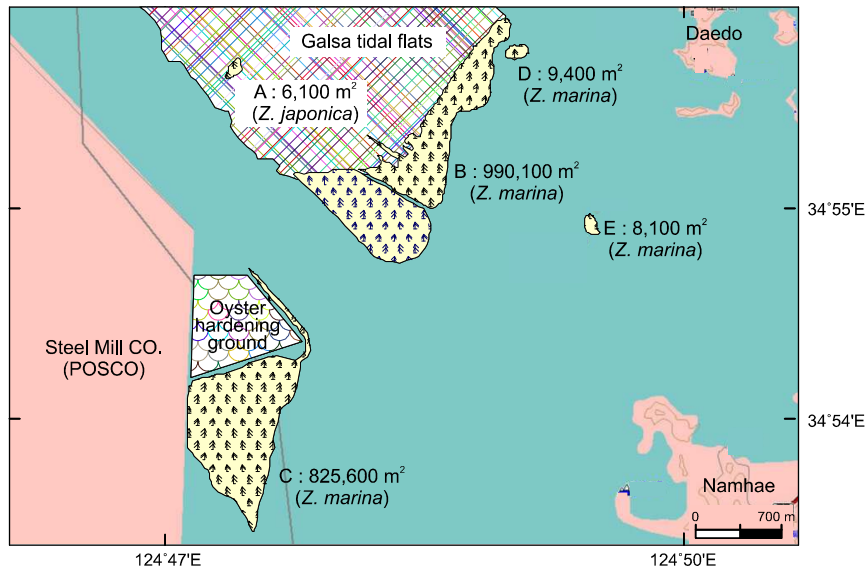 Galsa tidal flats
Daedo
A : 6,100 m²
(Z. japonica)
D : 9,400 m²
(Z. marina)
B : 990,100 m²
(Z. marina)
34°55'E
E : 8,100 m²
(Z. marina)
Oyster
hardening
ground
Steel Mill CO.
(POSCO)
34°54'E
C : 825,600 m²
(Z. marina)
Namhae
0 700 m
124°47'E
124°50'E